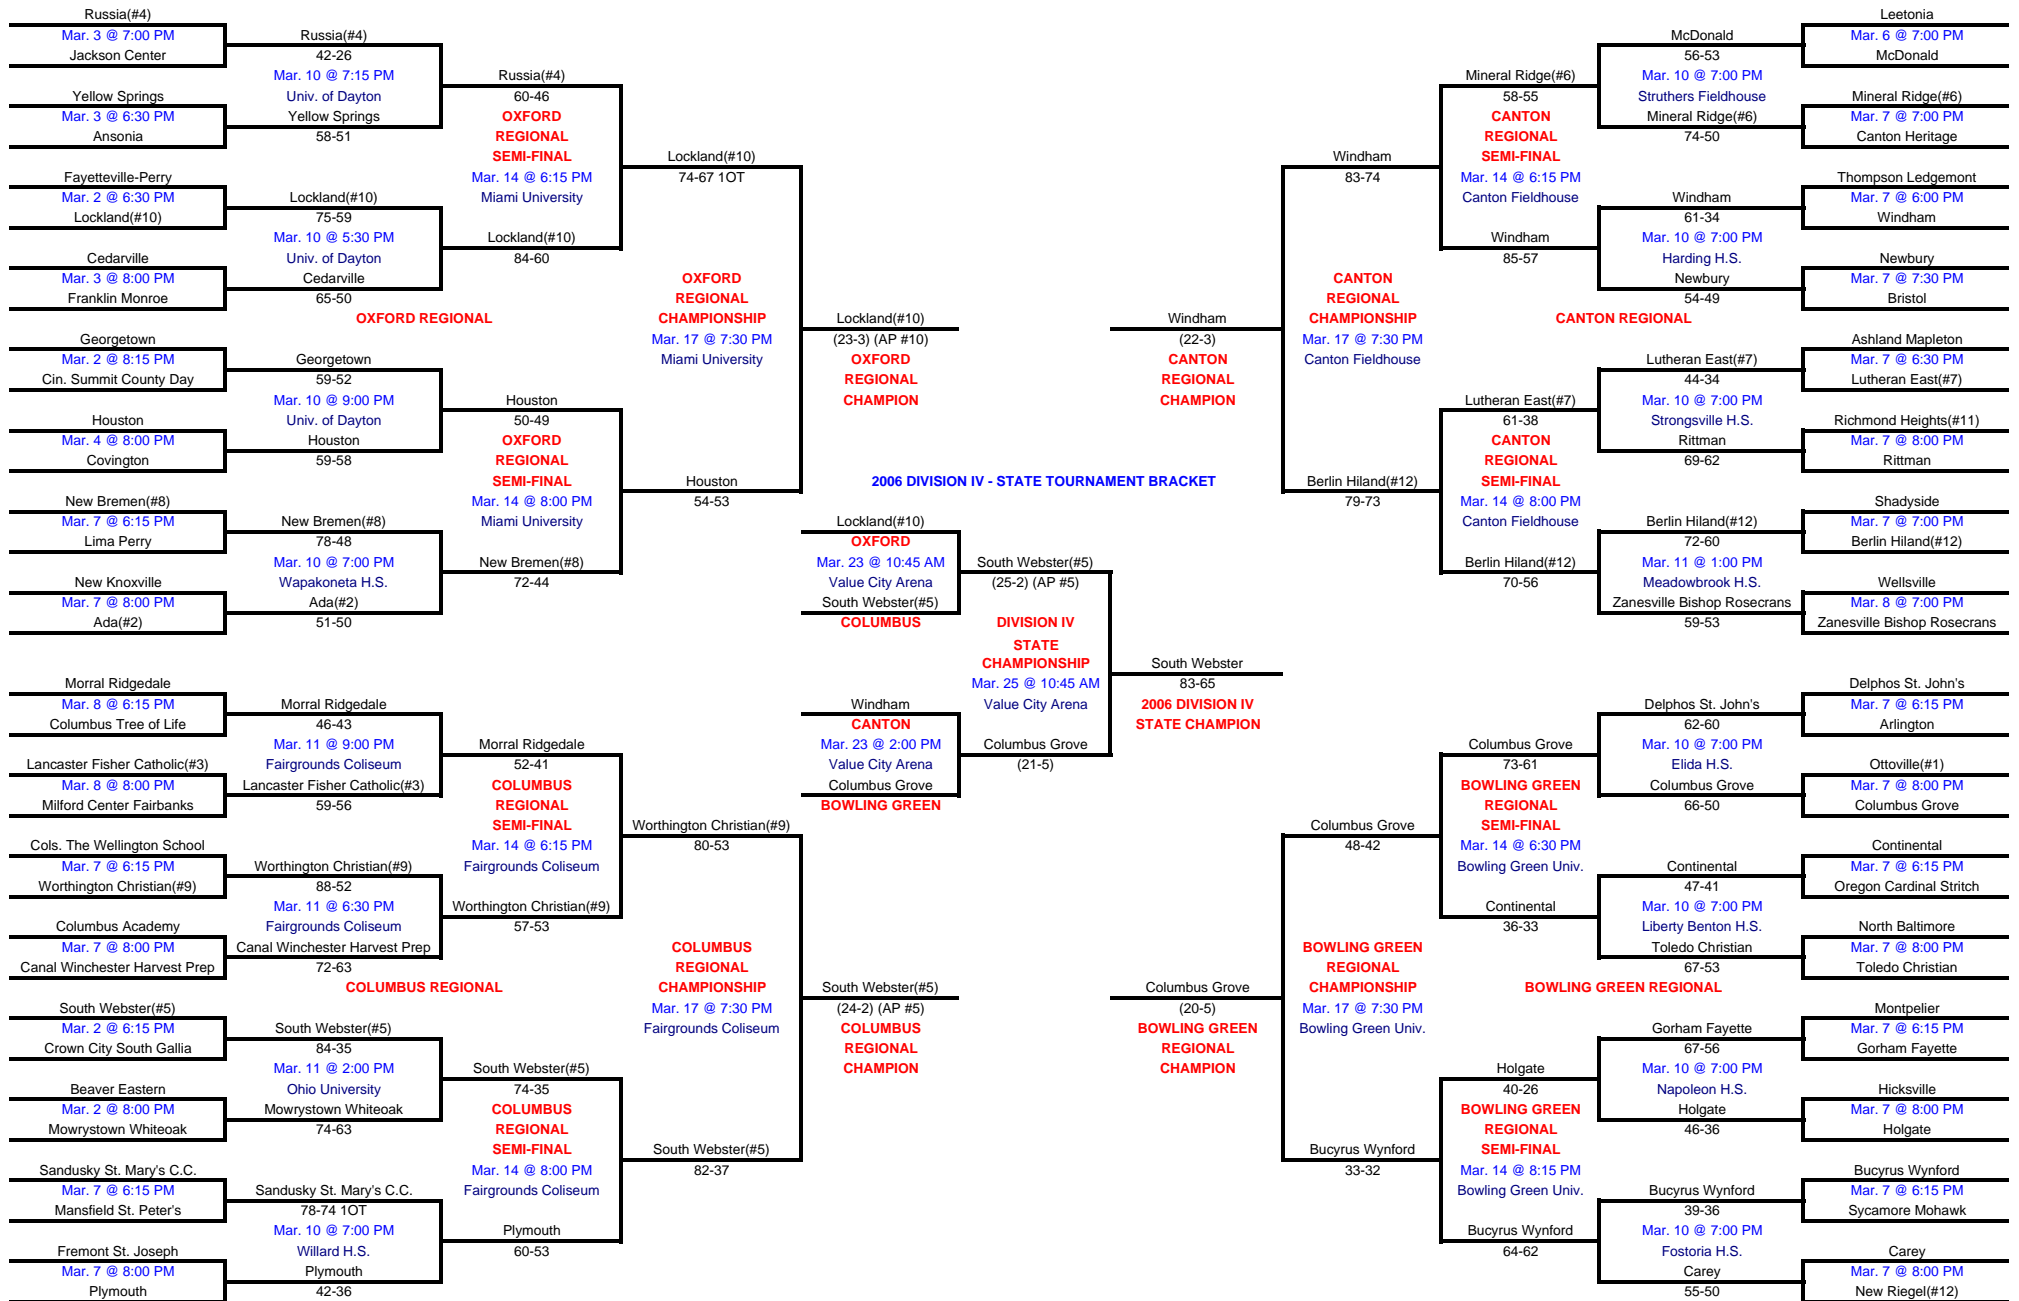 Russia(#4)
Mar. 3 @ 7:00 PM
Jackson Center
Yellow Springs
Mar. 3 @ 6:30 PM
Ansonia
Fayetteville-Perry
Mar. 2 @ 6:30 PM
Lockland(#10)
Cedarville
Mar. 3 @ 8:00 PM
Franklin Monroe
Georgetown
Mar. 2 @ 8:15 PM
Cin. Summit County Day
Houston
Mar. 4 @ 8:00 PM
Covington
New Bremen(#8)
Mar. 7 @ 6:15 PM
Lima Perry
New Knoxville
Mar. 7 @ 8:00 PM
Ada(#2)
Russia(#4)
42-26
Mar. 10 @ 7:15 PM
Univ. of Dayton
Yellow Springs
58-51
Lockland(#10)
75-59
Mar. 10 @ 5:30 PM
Univ. of Dayton
Cedarville
65-50
OXFORD REGIONAL
Georgetown
59-52
Mar. 10 @ 9:00 PM
Univ. of Dayton
Houston
59-58
New Bremen(#8)
78-48
Mar. 10 @ 7:00 PM
Wapakoneta H.S.
Ada(#2)
51-50
Russia(#4)
60-46
OXFORD
REGIONAL
SEMI-FINAL
Mar. 14 @ 6:15 PM
Miami University
Lockland(#10)
84-60
Houston
50-49
OXFORD
REGIONAL
SEMI-FINAL
Mar. 14 @ 8:00 PM
Miami University
New Bremen(#8)
72-44
Lockland(#10)
74-67 1OT
OXFORD
REGIONAL
CHAMPIONSHIP
Mar. 17 @ 7:30 PM
Miami University
Houston
54-53
Lockland(#10)
(23-3) (AP #10)
OXFORD
REGIONAL
CHAMPION
Morral Ridgedale
Mar. 8 @ 6:15 PM
Columbus Tree of Life
Lancaster Fisher Catholic(#3)
Mar. 8 @ 8:00 PM
Milford Center Fairbanks
Cols. The Wellington School
Mar. 7 @ 6:15 PM
Worthington Christian(#9)
Columbus Academy
Mar. 7 @ 8:00 PM
Canal Winchester Harvest Prep
South Webster(#5)
Mar. 2 @ 6:15 PM
Crown City South Gallia
Beaver Eastern
Mar. 2 @ 8:00 PM
Mowrystown Whiteoak
Sandusky St. Mary's C.C.
Mar. 7 @ 6:15 PM
Mansfield St. Peter's
Fremont St. Joseph
Mar. 7 @ 8:00 PM
Plymouth
Morral Ridgedale
46-43
Mar. 11 @ 9:00 PM
Fairgrounds Coliseum
Lancaster Fisher Catholic(#3)
59-56
Worthington Christian(#9)
88-52
Mar. 11 @ 6:30 PM
Fairgrounds Coliseum
Canal Winchester Harvest Prep
72-63
COLUMBUS REGIONAL
South Webster(#5)
84-35
Mar. 11 @ 2:00 PM
Ohio University
Mowrystown Whiteoak
74-63
Sandusky St. Mary's C.C.
78-74 1OT
Mar. 10 @ 7:00 PM
Willard H.S.
Plymouth
42-36
Morral Ridgedale
52-41
COLUMBUS
REGIONAL
SEMI-FINAL
Mar. 14 @ 6:15 PM
Fairgrounds Coliseum
Worthington Christian(#9)
57-53
South Webster(#5)
74-35
COLUMBUS
REGIONAL
SEMI-FINAL
Mar. 14 @ 8:00 PM
Fairgrounds Coliseum
Plymouth
60-53
Worthington Christian(#9)
80-53
COLUMBUS
REGIONAL
CHAMPIONSHIP
Mar. 17 @ 7:30 PM
Fairgrounds Coliseum
South Webster(#5)
82-37
South Webster(#5)
(24-2) (AP #5)
COLUMBUS
REGIONAL
CHAMPION
2006 DIVISION IV - STATE TOURNAMENT BRACKET
Lockland(#10)
OXFORD
Mar. 23 @ 10:45 AM
Value City Arena
South Webster(#5)
COLUMBUS
Windham
CANTON
Mar. 23 @ 2:00 PM
Value City Arena
Columbus Grove
BOWLING GREEN
South Webster(#5)
(25-2) (AP #5)
DIVISION IV
STATE
CHAMPIONSHIP
Mar. 25 @ 10:45 AM
Value City Arena
Columbus Grove
(21-5)
South Webster
83-65
2006 DIVISION IV
STATE CHAMPION
Windham
(22-3)
CANTON
REGIONAL
CHAMPION
Windham
83-74
CANTON
REGIONAL
CHAMPIONSHIP
Mar. 17 @ 7:30 PM
Canton Fieldhouse
Berlin Hiland(#12)
79-73
Mineral Ridge(#6)
58-55
CANTON
REGIONAL
SEMI-FINAL
Mar. 14 @ 6:15 PM
Canton Fieldhouse
Windham
85-57
Lutheran East(#7)
61-38
CANTON
REGIONAL
SEMI-FINAL
Mar. 14 @ 8:00 PM
Canton Fieldhouse
Berlin Hiland(#12)
70-56
McDonald
56-53
Mar. 10 @ 7:00 PM
Struthers Fieldhouse
Mineral Ridge(#6)
74-50
Windham
61-34
Mar. 10 @ 7:00 PM
Harding H.S.
Newbury
54-49
CANTON REGIONAL
Lutheran East(#7)
44-34
Mar. 10 @ 7:00 PM
Strongsville H.S.
Rittman
69-62
Berlin Hiland(#12)
72-60
Mar. 11 @ 1:00 PM
Meadowbrook H.S.
Zanesville Bishop Rosecrans
59-53
Leetonia
Mar. 6 @ 7:00 PM
McDonald
Mineral Ridge(#6)
Mar. 7 @ 7:00 PM
Canton Heritage
Thompson Ledgemont
Mar. 7 @ 6:00 PM
Windham
Newbury
Mar. 7 @ 7:30 PM
Bristol
Ashland Mapleton
Mar. 7 @ 6:30 PM
Lutheran East(#7)
Richmond Heights(#11)
Mar. 7 @ 8:00 PM
Rittman
Shadyside
Mar. 7 @ 7:00 PM
Berlin Hiland(#12)
Wellsville
Mar. 8 @ 7:00 PM
Zanesville Bishop Rosecrans
Columbus Grove
(20-5)
BOWLING GREEN
REGIONAL
CHAMPION
Columbus Grove
48-42
BOWLING GREEN
REGIONAL
CHAMPIONSHIP
Mar. 17 @ 7:30 PM
Bowling Green Univ.
Bucyrus Wynford
33-32
Columbus Grove
73-61
BOWLING GREEN
REGIONAL
SEMI-FINAL
Mar. 14 @ 6:30 PM
Bowling Green Univ.
Continental
36-33
Holgate
40-26
BOWLING GREEN
REGIONAL
SEMI-FINAL
Mar. 14 @ 8:15 PM
Bowling Green Univ.
Bucyrus Wynford
64-62
Delphos St. John's
62-60
Mar. 10 @ 7:00 PM
Elida H.S.
Columbus Grove
66-50
Continental
47-41
Mar. 10 @ 7:00 PM
Liberty Benton H.S.
Toledo Christian
67-53
BOWLING GREEN REGIONAL
Gorham Fayette
67-56
Mar. 10 @ 7:00 PM
Napoleon H.S.
Holgate
46-36
Bucyrus Wynford
39-36
Mar. 10 @ 7:00 PM
Fostoria H.S.
Carey
55-50
Delphos St. John's
Mar. 7 @ 6:15 PM
Arlington
Ottoville(#1)
Mar. 7 @ 8:00 PM
Columbus Grove
Continental
Mar. 7 @ 6:15 PM
Oregon Cardinal Stritch
North Baltimore
Mar. 7 @ 8:00 PM
Toledo Christian
Montpelier
Mar. 7 @ 6:15 PM
Gorham Fayette
Hicksville
Mar. 7 @ 8:00 PM
Holgate
Bucyrus Wynford
Mar. 7 @ 6:15 PM
Sycamore Mohawk
Carey
Mar. 7 @ 8:00 PM
New Riegel(#12)